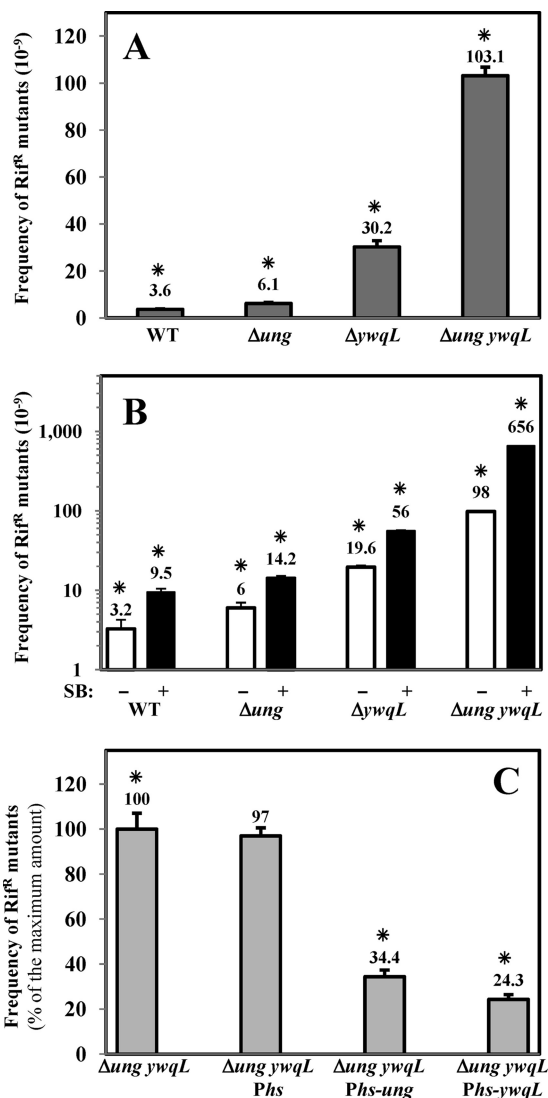 A
Frequency of Rifᴿ mutants (10⁻⁹)
120
100
80
60
40
20
0
* 3.6
* 6.1
* 30.2
* 103.1
WT Δung ΔywqL Δung ywqL
B
Frequency of Rifᴿ mutants (10⁻⁹)
1,000
100
10
1
* 3.2
* 9.5
* 6
* 14.2
* 19.6
* 56
* 98
* 656
SB: – + – + – + – +
WT Δung ΔywqL Δung ywqL
C
Frequency of Rifᴿ mutants
(% of the maximum amount)
120
100
80
60
40
20
0
* 100
97
* 34.4
* 24.3
Δung ywqL Δung ywqL Δung ywqL Δung ywqL
Phs Phs-ung Phs-ywqL